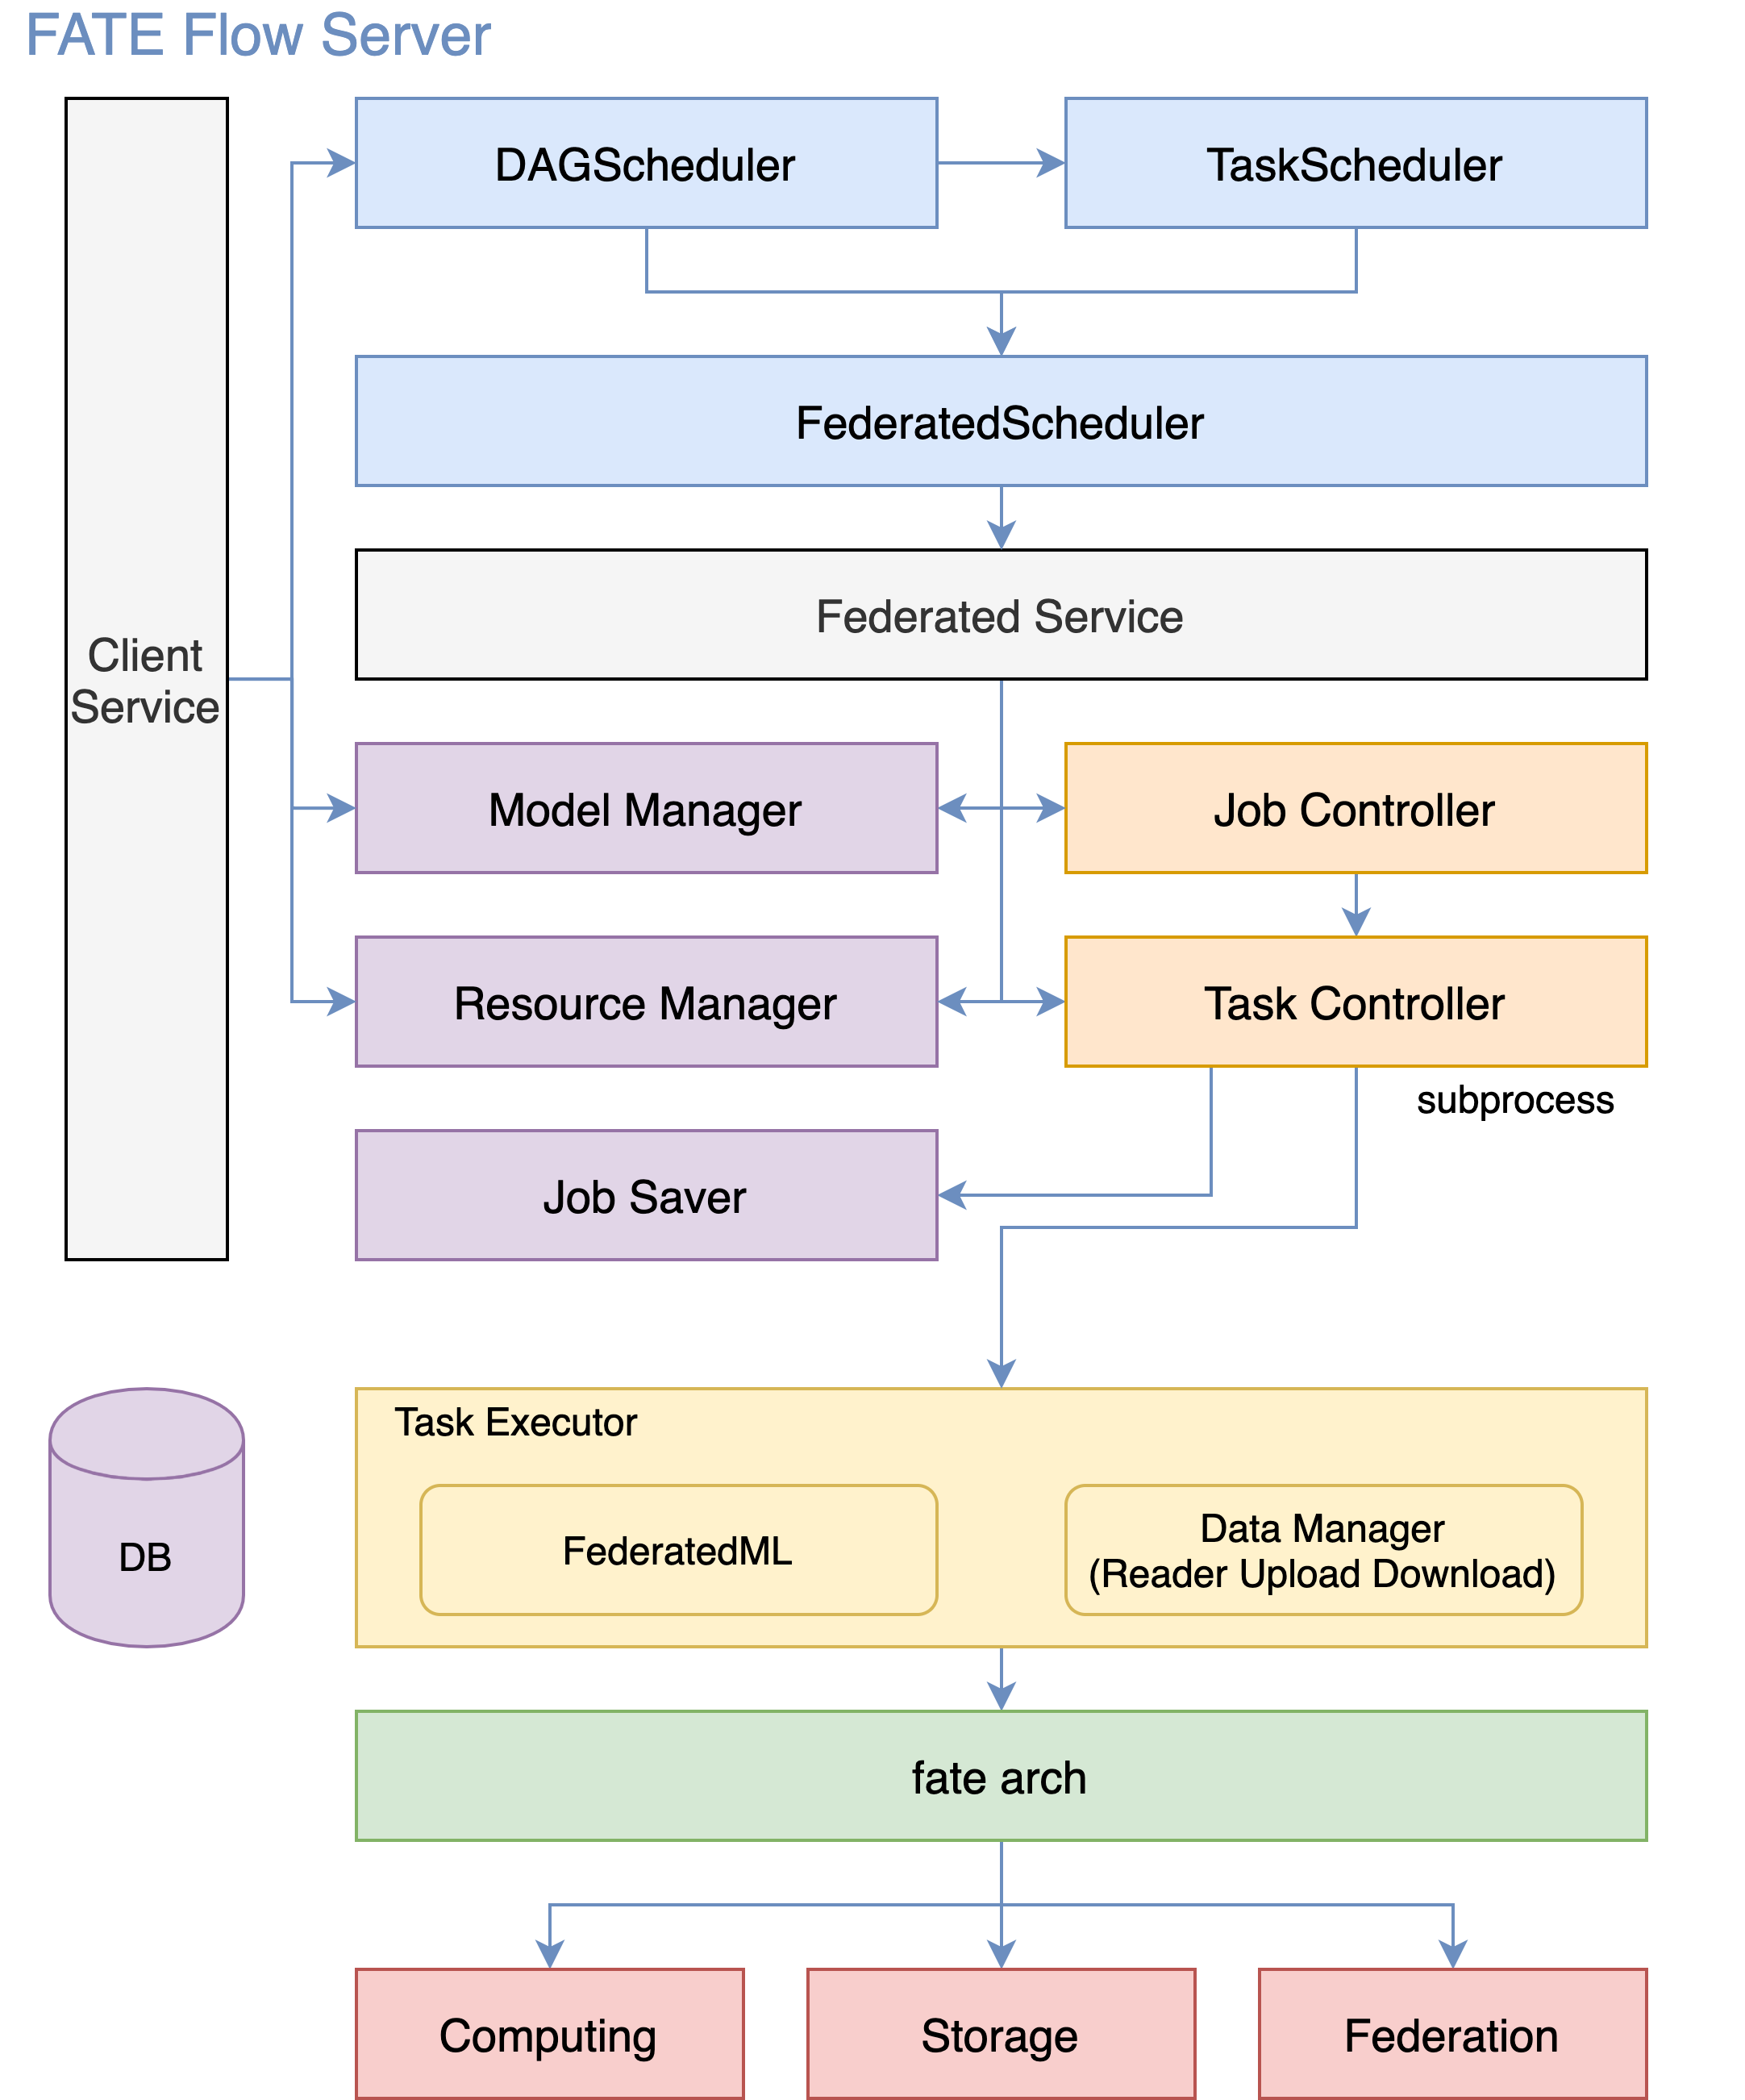 FATE Flow Server
DAGScheduler
TaskScheduler
FederatedScheduler
Federated Service
Client
Service
Model Manager
Job Controller
Resource Manager
Task Controller
subprocess
Job Saver
Task Executor
DB
FederatedML
Data Manager
(Reader Upload Download)
fate arch
Computing
Storage
Federation